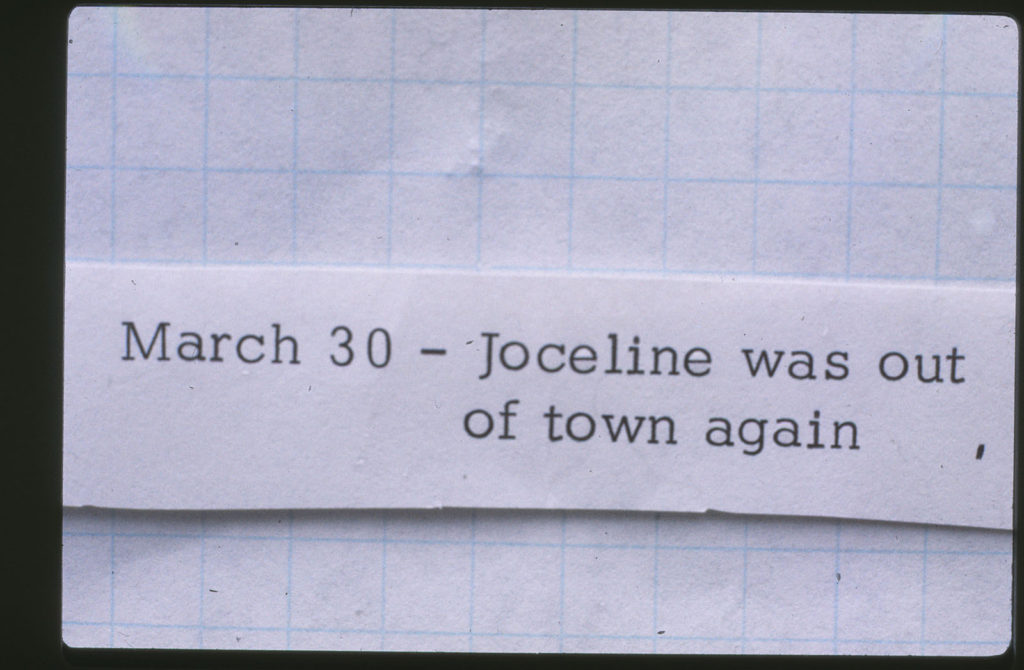 March 30 - Joceline was out
of town again